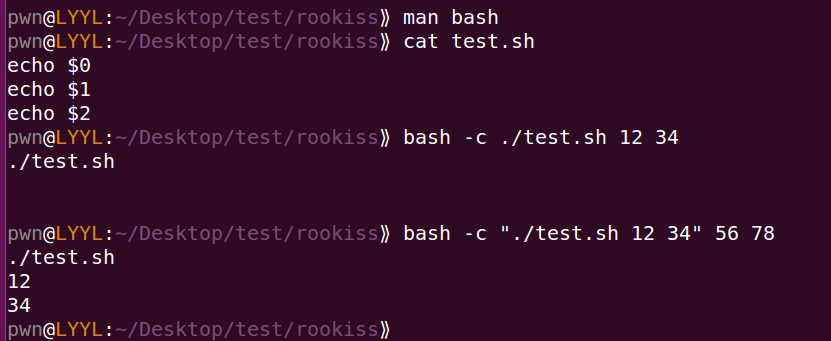 pwn@LYYL:~/Desktop/test/rookiss⟫ man bash
pwn@LYYL:~/Desktop/test/rookiss⟫ cat test.sh
echo $0
echo $1
echo $2
pwn@LYYL:~/Desktop/test/rookiss⟫ bash -c ./test.sh 12 34
./test.sh
pwn@LYYL:~/Desktop/test/rookiss⟫ bash -c "./test.sh 12 34" 56 78
./test.sh
12
34
pwn@LYYL:~/Desktop/test/rookiss⟫